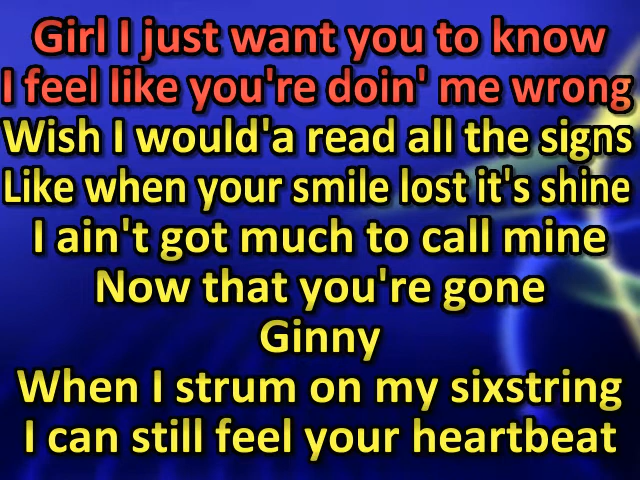 Girl I just want you to know
I feel like you're doin' me wrong
Wish I would'a read all the signs
Like when your smile lost it's shine
I ain't got much to call mine
Now that you're gone
Ginny
When I strum on my sixstring
I can still feel your heartbeat